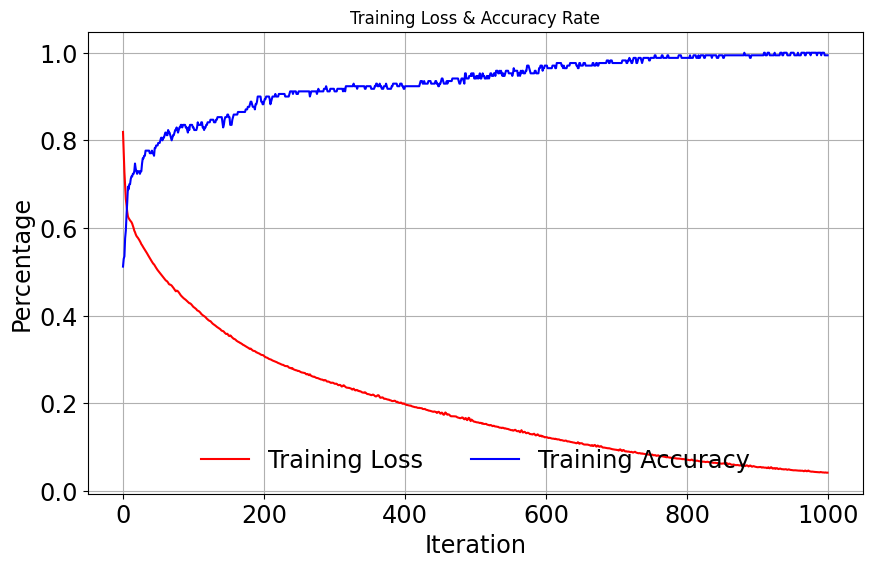 Training Loss & Accuracy Rate
1.0
0.8
0.6
0.4
0.2
0.0
Percentage
Training Loss
Training Accuracy
0 200 400 600 800 1000
Iteration